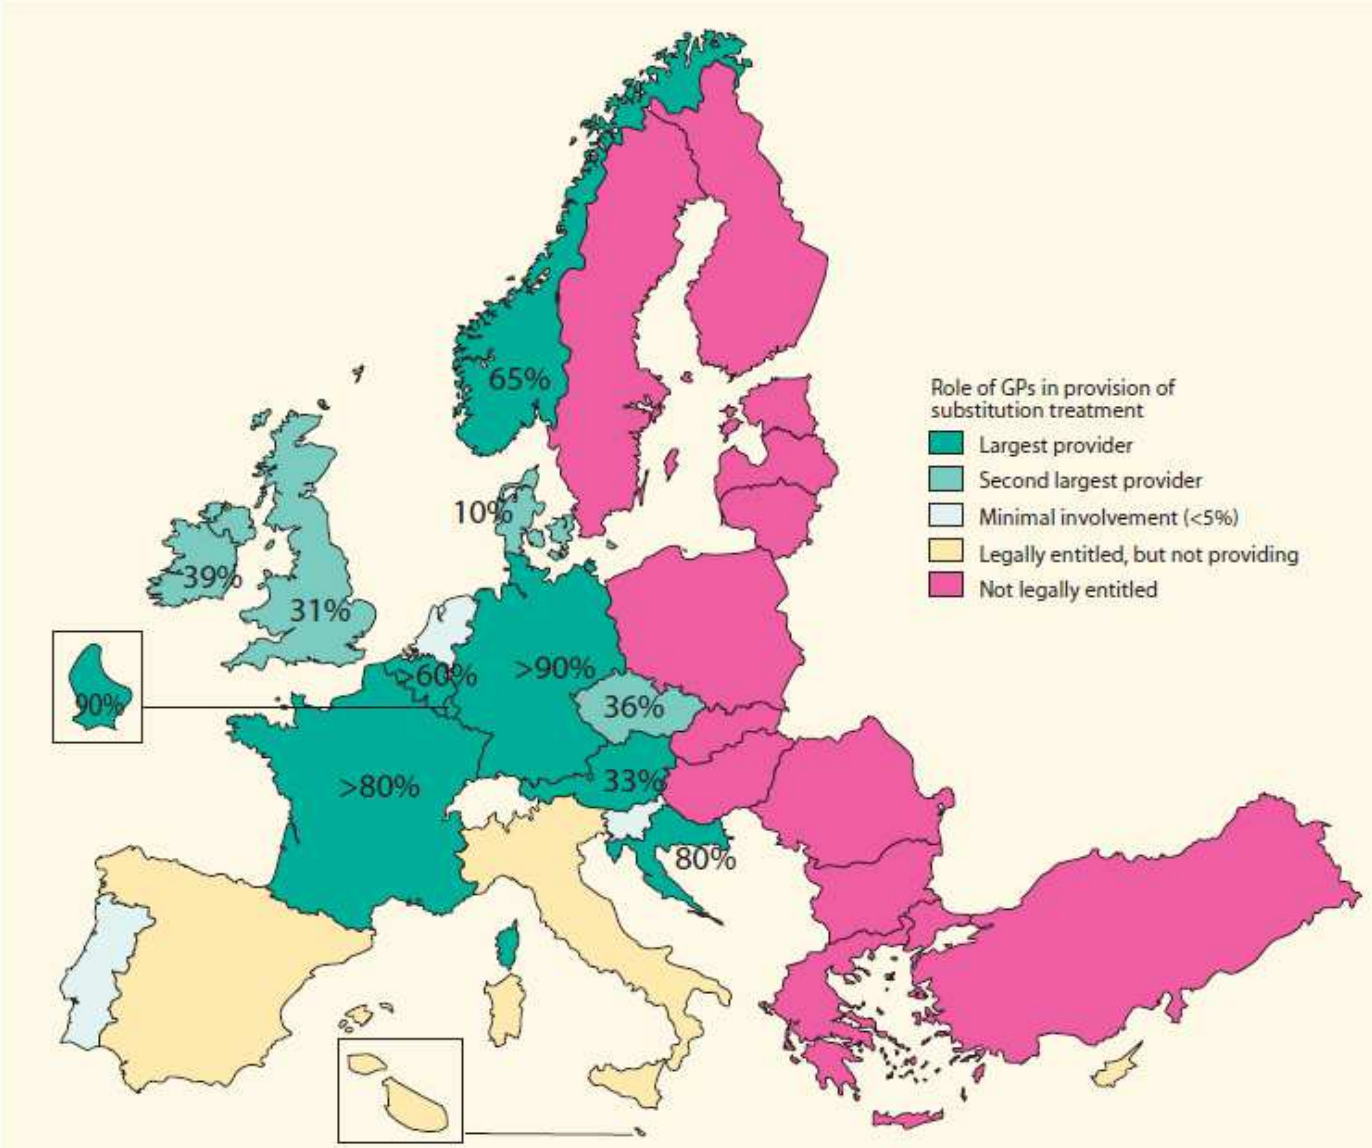 65%
Role of GPs in provision of
substitution treatment
Largest provider
Second largest provider
Minimal involvement (<5%)
Legally entitled, but not providing
Not legally entitled
10%
39%
31%
>60%
>90%
90%
36%
>80%
33%
80%